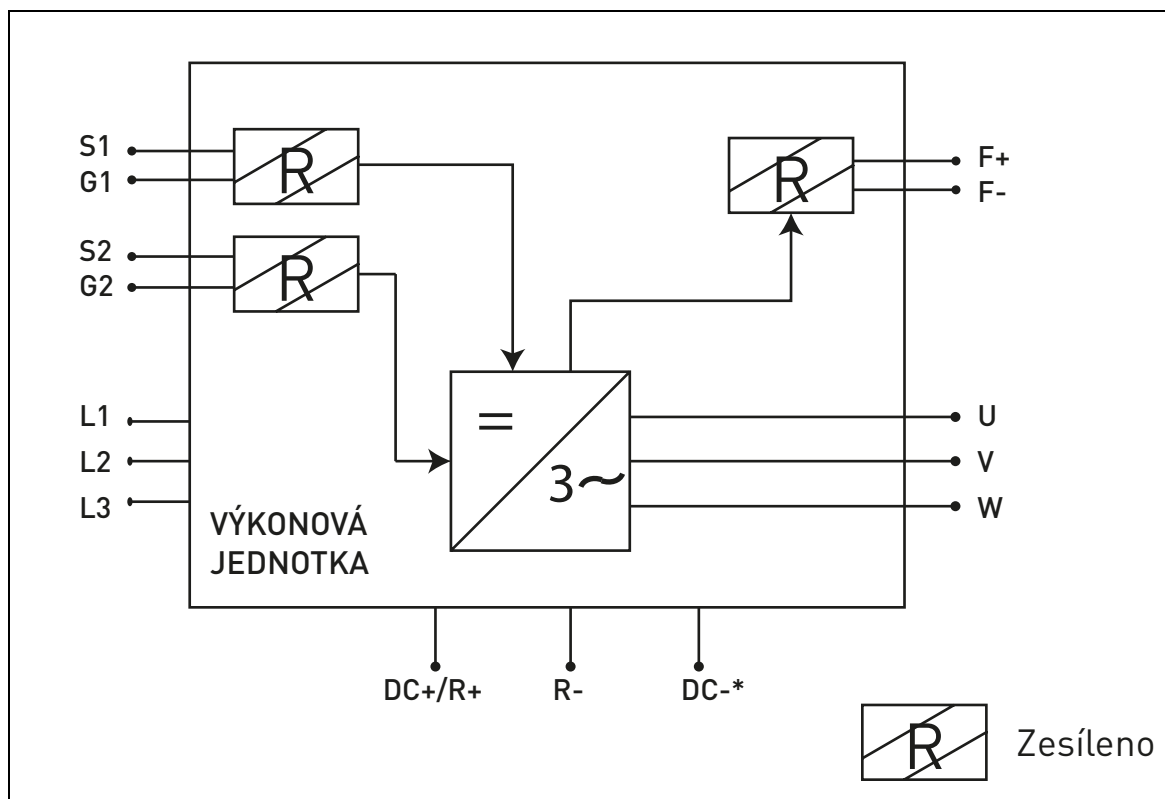 S1
G1
R
S2
G2
R
R
F+
F-
L1
L2
L3
=
3~
U
V
W
VÝKONOVÁ
JEDNOTKA
DC+/R+
R-
DC-*
R
Zesíleno